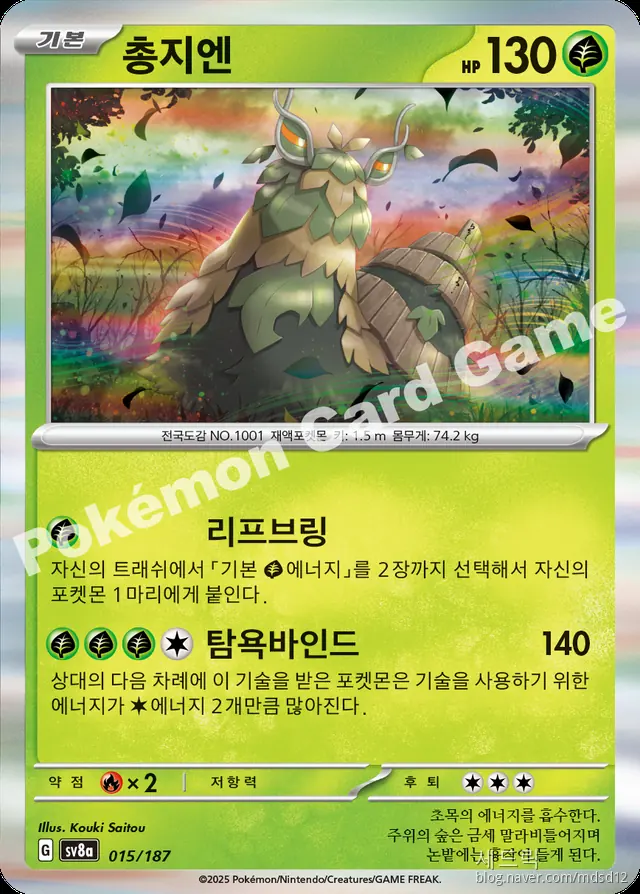 기본 총지엔 HP 130
전국도감 NO.1001 재액포켓몬 키: 1.5 m 몸무게: 74.2 kg
Pokémon Card Game
리프브링
자신의 트래쉬에서 「기본 에너지」를 2장까지 선택해서 자신의
포켓몬 1마리에게 붙인다.
탐욕바인드 140
상대의 다음 차례에 이 기술을 받은 포켓몬은 기술을 사용하기 위한
에너지가 에너지 2개만큼 많아진다.
약점 ×2 저항력 후퇴
초목의 에너지를 흡수한다.
주위의 숲은 금세 말라비틀어지며
논밭에는 흉작이 들게 된다.
Illus. Kouki Saitou
G sv8a 015/187
©2025 Pokémon/Nintendo/Creatures/GAME FREAK.
blog.naver.com/mdsd12